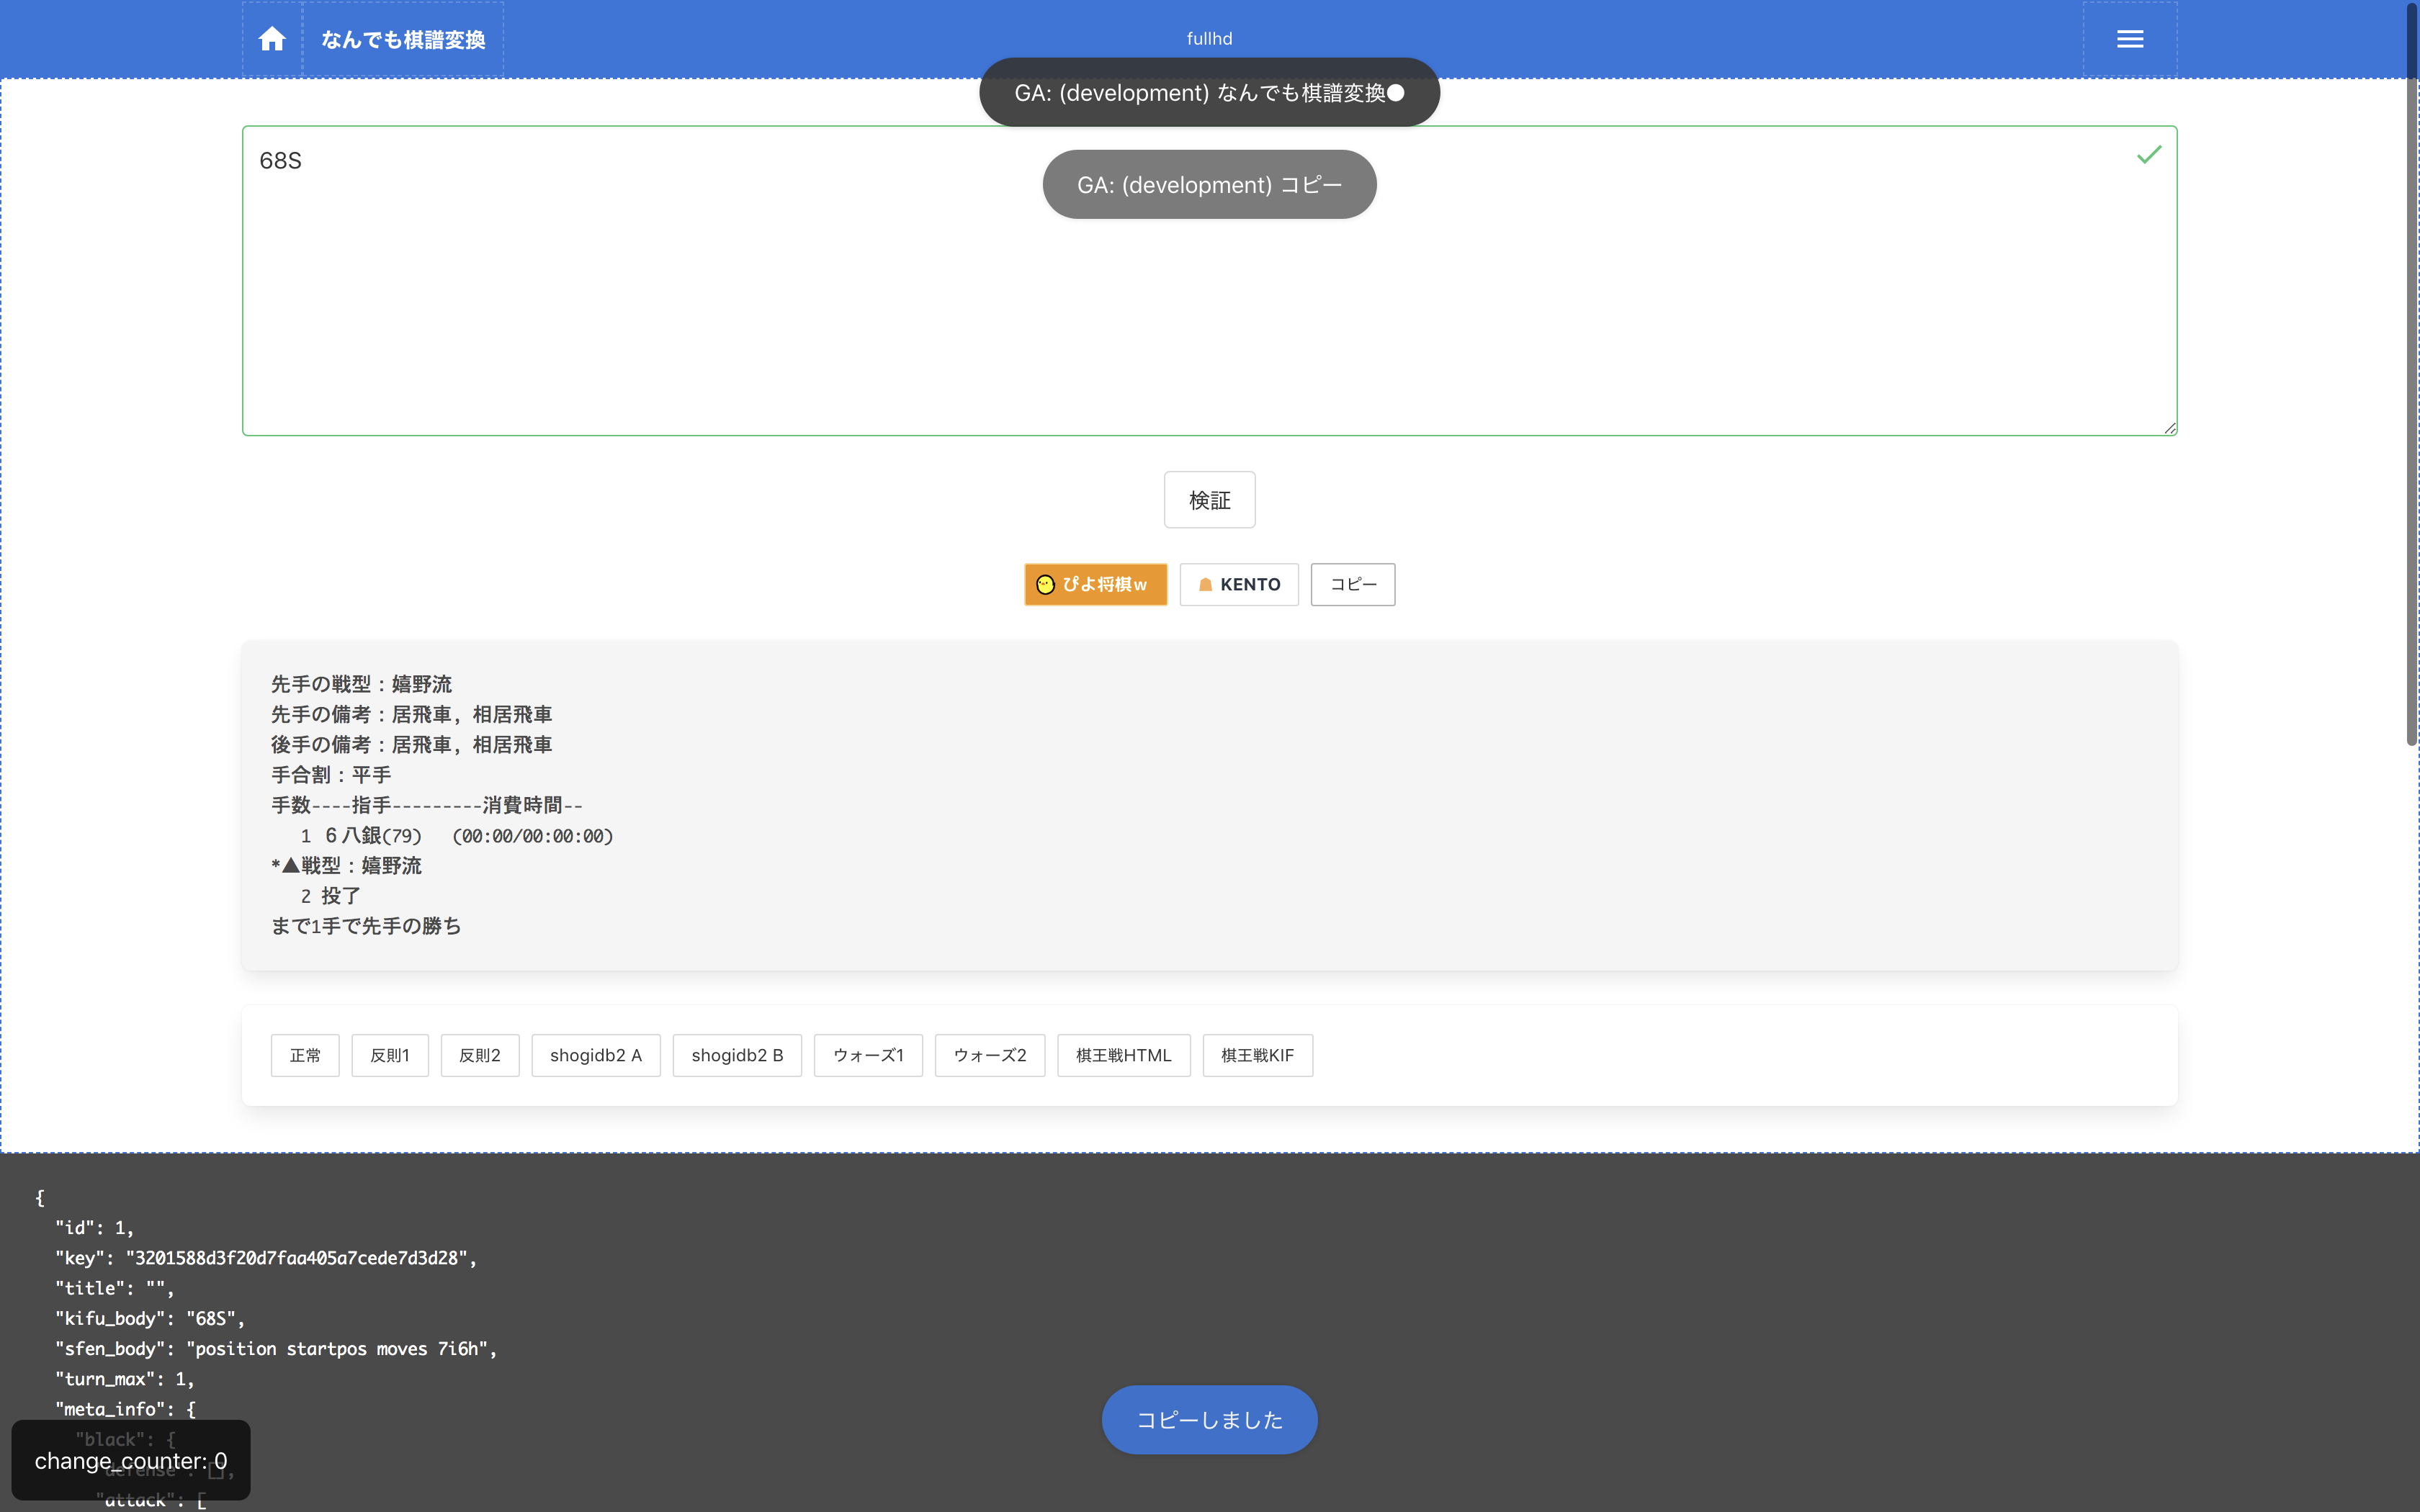 なんでも棋譜変換
fullhd
GA: (development) なんでも棋譜変換●
68S
GA: (development) コピー
検証
ぴよ将棋w
KENTO
コピー
先手の戦型：嬉野流
先手の備考：居飛車, 相居飛車
後手の備考：居飛車, 相居飛車
手合割：平手
手数----指手---------消費時間--
1 ６八銀(79) (00:00/00:00:00)
*▲戦型：嬉野流
2 投了
まで1手で先手の勝ち
正常
反則1
反則2
shogidb2 A
shogidb2 B
ウォーズ1
ウォーズ2
棋王戦HTML
棋王戦KIF
{
"id": 1,
"key": "3201588d3f20d7faa405a7cede7d3d28",
"title": "",
"kifu_body": "68S",
"sfen_body": "position startpos moves 7i6h",
"turn_max": 1,
"meta_info": {
"black": {
"defense": [],
"attack": [
change_counter: 0
コピーしました